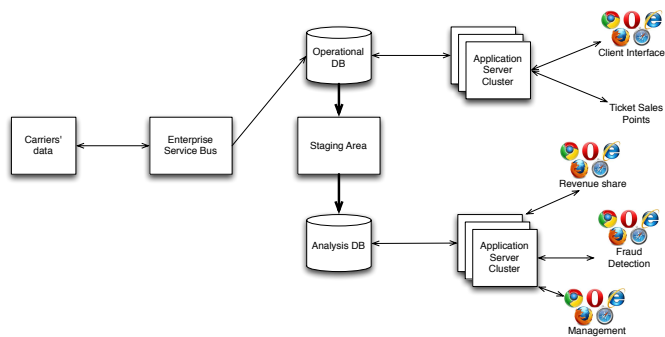 Operational
DB
Application
Server
Cluster
Client Interface
Ticket Sales
Points
Carriers'
data
Enterprise
Service Bus
Staging Area
Revenue share
Analysis DB
Application
Server
Cluster
Fraud
Detection
Management